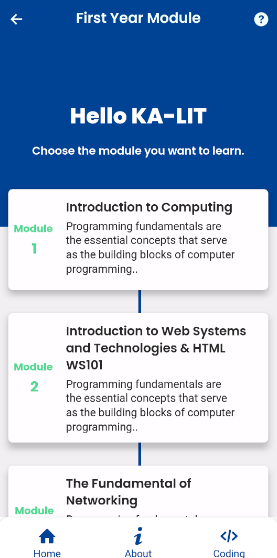 First Year Module
?
Hello KA-LIT
Choose the module you want to learn.
Module
1
Introduction to Computing
Programming fundamentals are
the essential concepts that serve
as the building blocks of computer
programming..
Module
2
Introduction to Web Systems
and Technologies & HTML
WS101
Programming fundamentals are
the essential concepts that serve
as the building blocks of computer
programming..
Module
The Fundamental of
Networking
Home
About
Coding